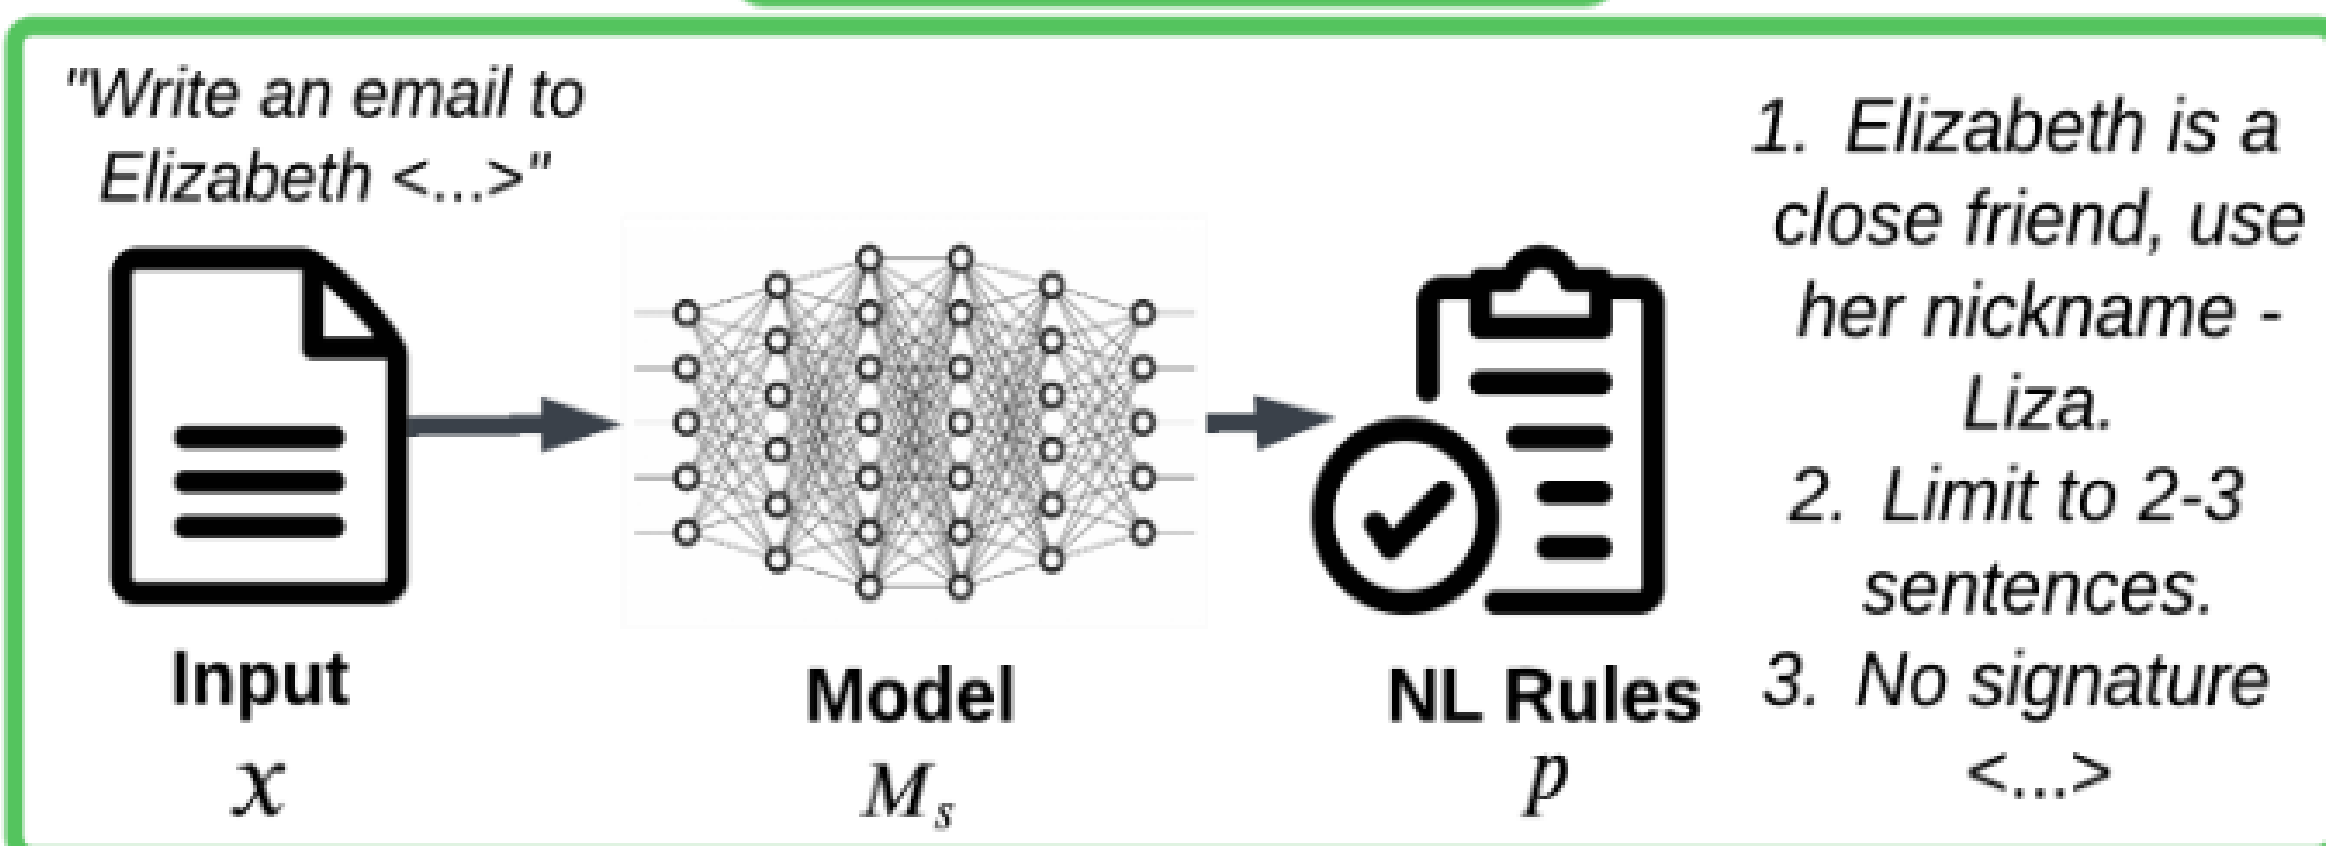 "Write an email to
Elizabeth <...>"
Input
x
Model
M_s
NL Rules
p
1. Elizabeth is a
close friend, use
her nickname -
Liza.
2. Limit to 2-3
sentences.
3. No signature
<...>